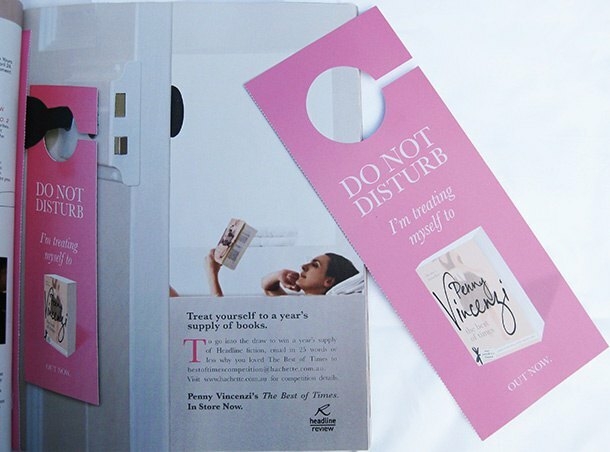 DO NOT
DISTURB
I'm treating
myself to
Penny
Vincenzi
Treat yourself to a year's
supply of books.
To go into the draw to win a year's supply
of Headline fiction, email in 25 words or
less why you loved The Best of Times to
bestoftimescompetition@hachette.com.au.
Visit www.hachette.com.au for competition details.
Penny Vincenzi's The Best of Times.
In Store Now.
headline
review
OUT NOW.
DO NOT
DISTURB
I'm treating
myself to
Penny
Vincenzi
the best
of times
OUT NOW.